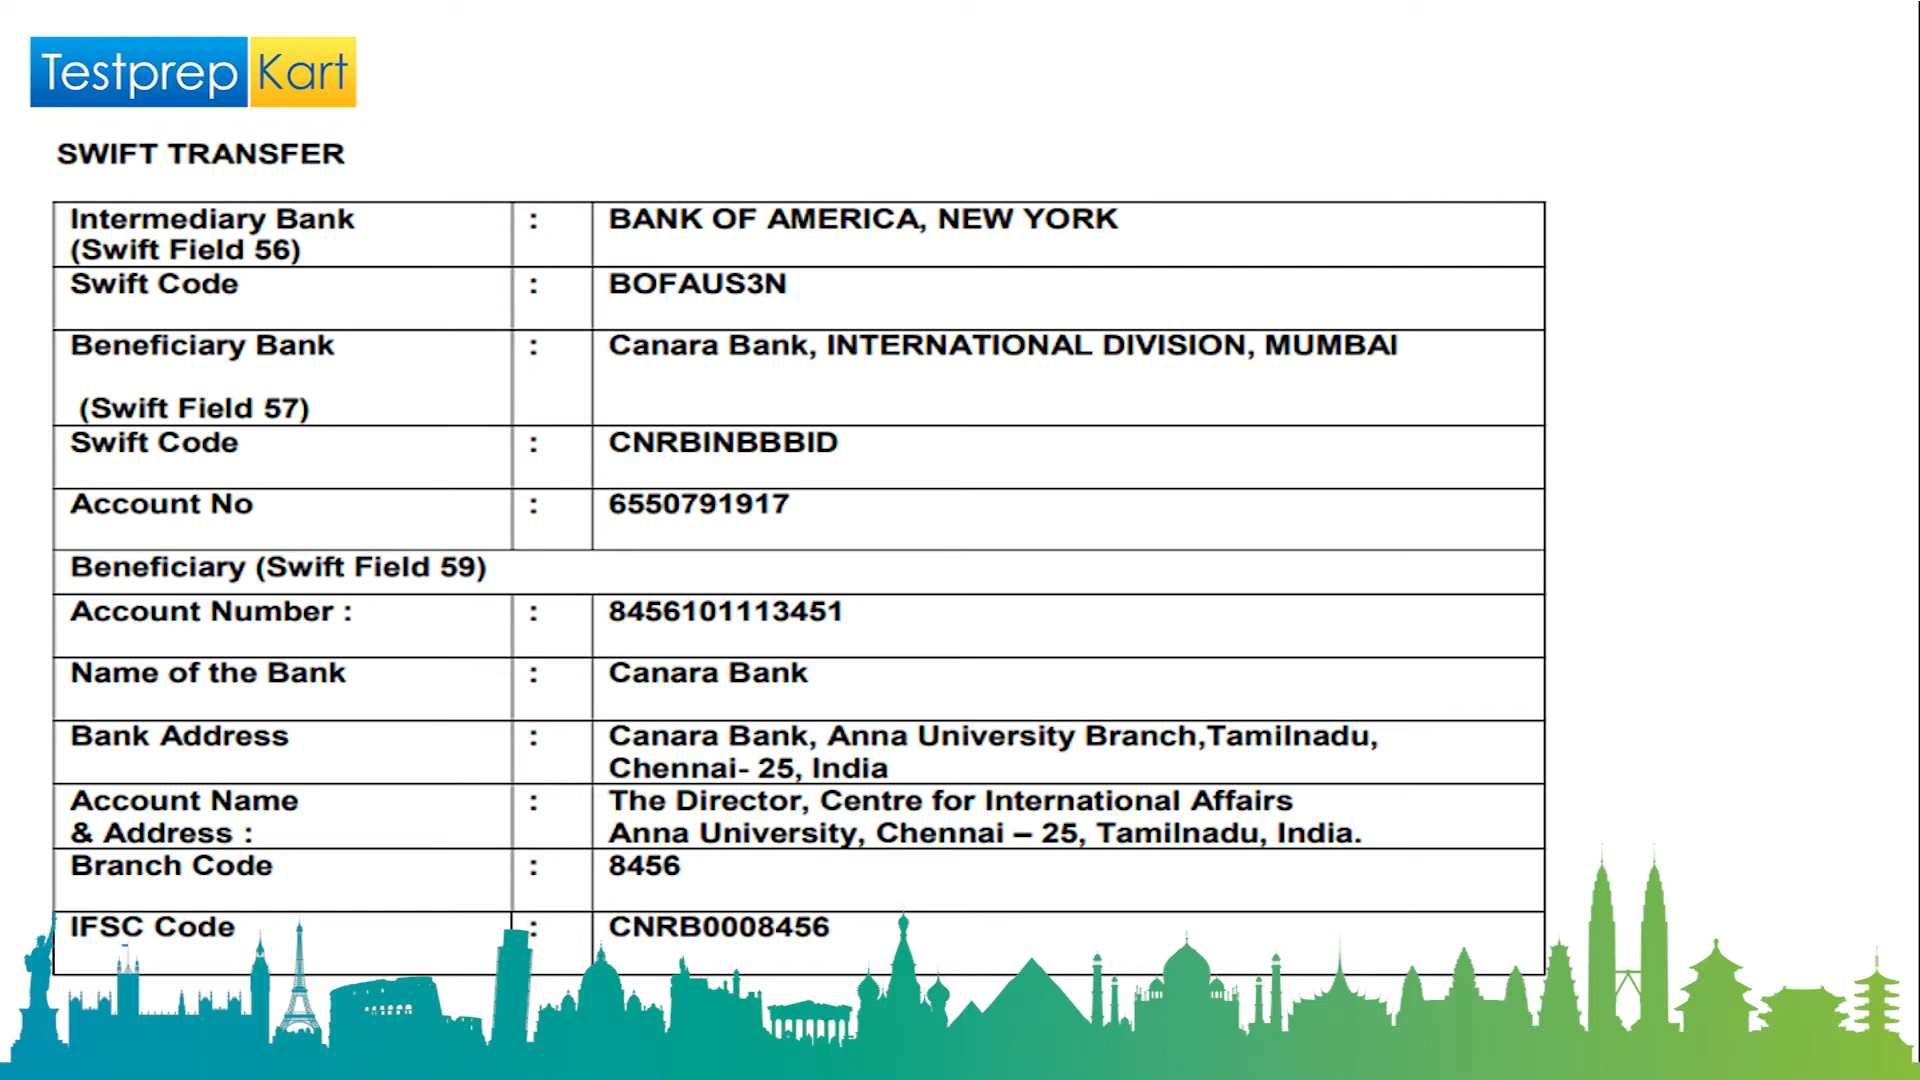 Testprep Kart
SWIFT TRANSFER
Intermediary Bank : BANK OF AMERICA, NEW YORK
(Swift Field 56)
Swift Code : BOFAUS3N
Beneficiary Bank : Canara Bank, INTERNATIONAL DIVISION, MUMBAI
(Swift Field 57)
Swift Code : CNRBINBBBID
Account No : 6550791917
Beneficiary (Swift Field 59)
Account Number : : 8456101113451
Name of the Bank : Canara Bank
Bank Address : Canara Bank, Anna University Branch,Tamilnadu,
Chennai- 25, India
Account Name : The Director, Centre for International Affairs
& Address : Anna University, Chennai – 25, Tamilnadu, India.
Branch Code : 8456
IFSC Code : CNRB0008456